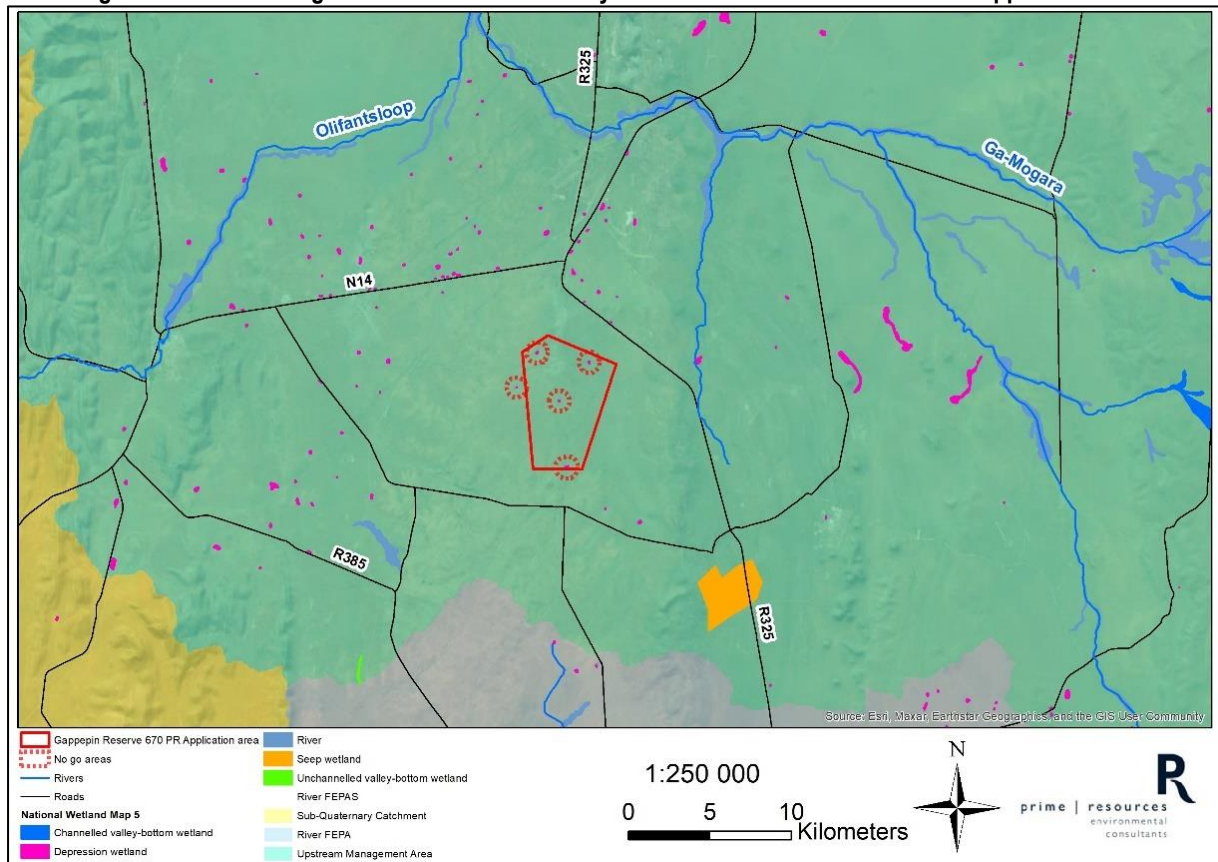 R325
Olifantsloop
Ga-Mogara
N14
R385
R325
Source: Esri, Maxar, Earthstar Geographics, and the GIS User Community
Gappepin Reserve 670 PR Application area
No go areas
Rivers
Roads
National Wetland Map 5
Channelled valley-bottom wetland
Depression wetland
River
Seep wetland
Unchannelled valley-bottom wetland
River FEPAS
Sub-Quaternary Catchment
River FEPA
Upstream Management Area
1:250 000
0 5 10
Kilometers
N
R
prime | resources
environmental
consultants